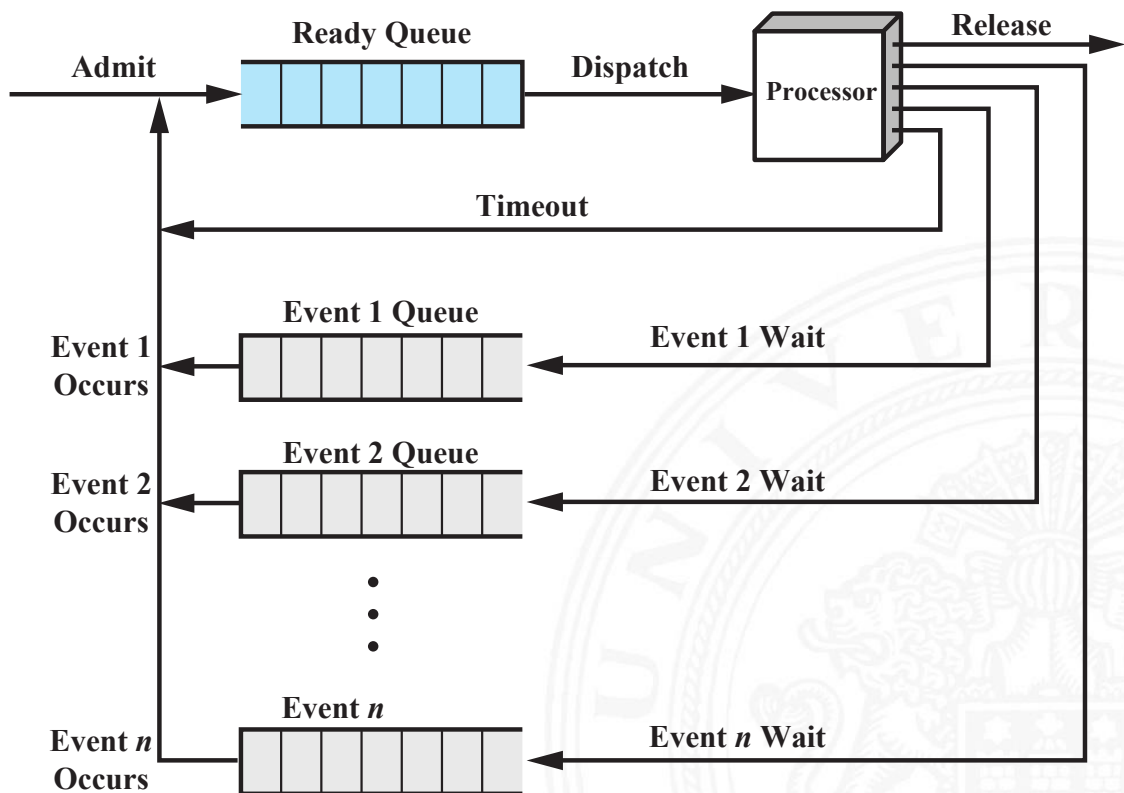 Ready Queue
Release
Admit
Dispatch
Processor
Timeout
Event 1 Queue
Event 1
Occurs
Event 1 Wait
Event 2 Queue
Event 2
Occurs
Event 2 Wait
Event n
Event n
Occurs
Event n Wait
UNIVER